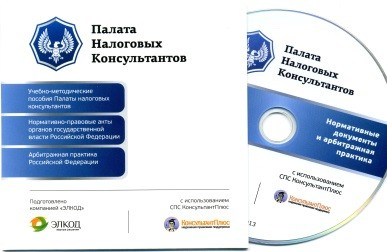 Палата
Налоговых
Консультантов
Учебно-методические
пособия Палаты налоговых
консультантов
Нормативно-правовые акты
органов государственной
власти Российской Федерации
Арбитражная практика
Российской Федерации
Подготовлено
компанией «ЭЛКОД»
с использованием
СПС КонсультантПлюс
ЭЛКОД
КонсультантПлюс
Палата
Налоговых
Консультантов
Нормативные
документы
и арбитражная
практика
с использованием
СПС КонсультантПлюс
КонсультантПлюс